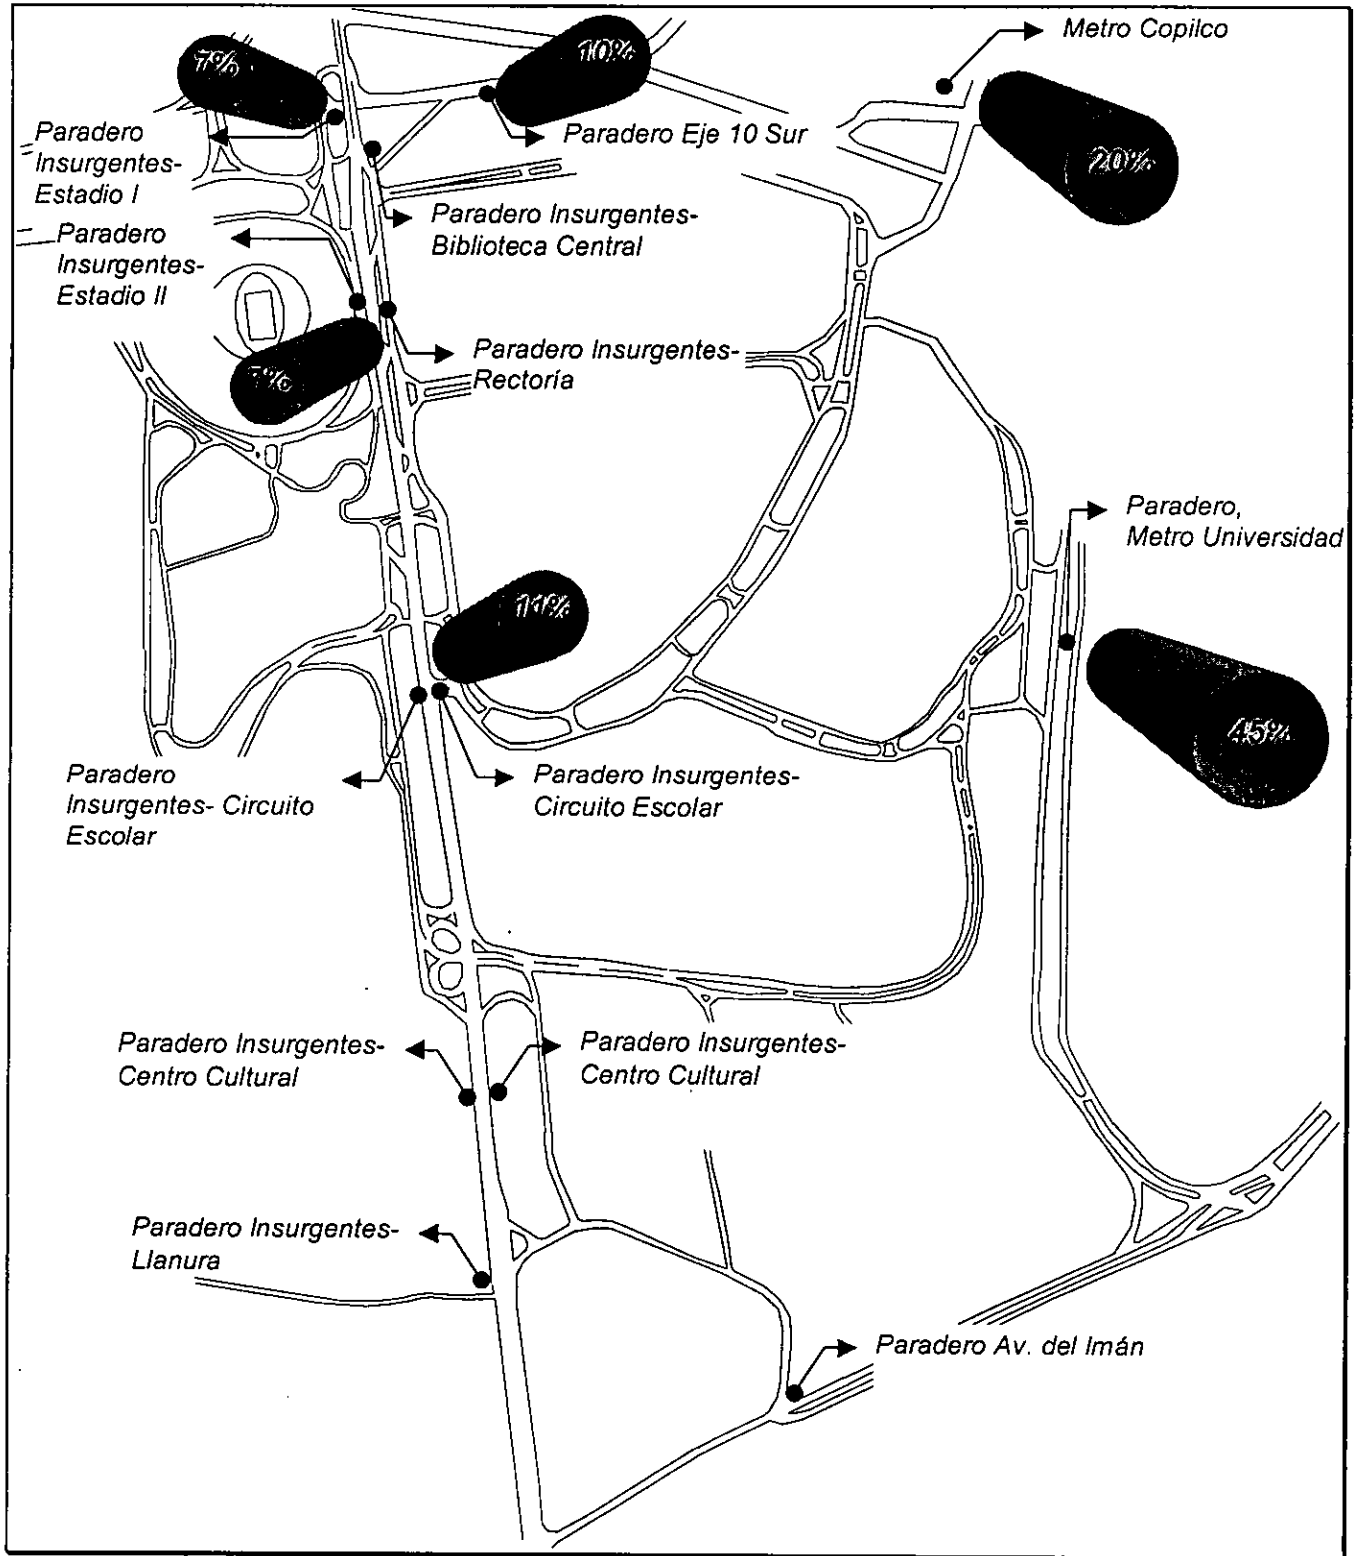 Metro Copilco
7%
10%
Paradero Eje 10 Sur
20%
Paradero
Insurgentes-
Estadio I
Paradero Insurgentes-
Biblioteca Central
Paradero
Insurgentes-
Estadio II
Paradero Insurgentes-
Rectoría
7%
Paradero,
Metro Universidad
11%
45%
Paradero
Insurgentes- Circuito
Escolar
Paradero Insurgentes-
Circuito Escolar
Paradero Insurgentes-
Centro Cultural
Paradero Insurgentes-
Centro Cultural
Paradero Insurgentes-
Llanura
Paradero Av. del Imán